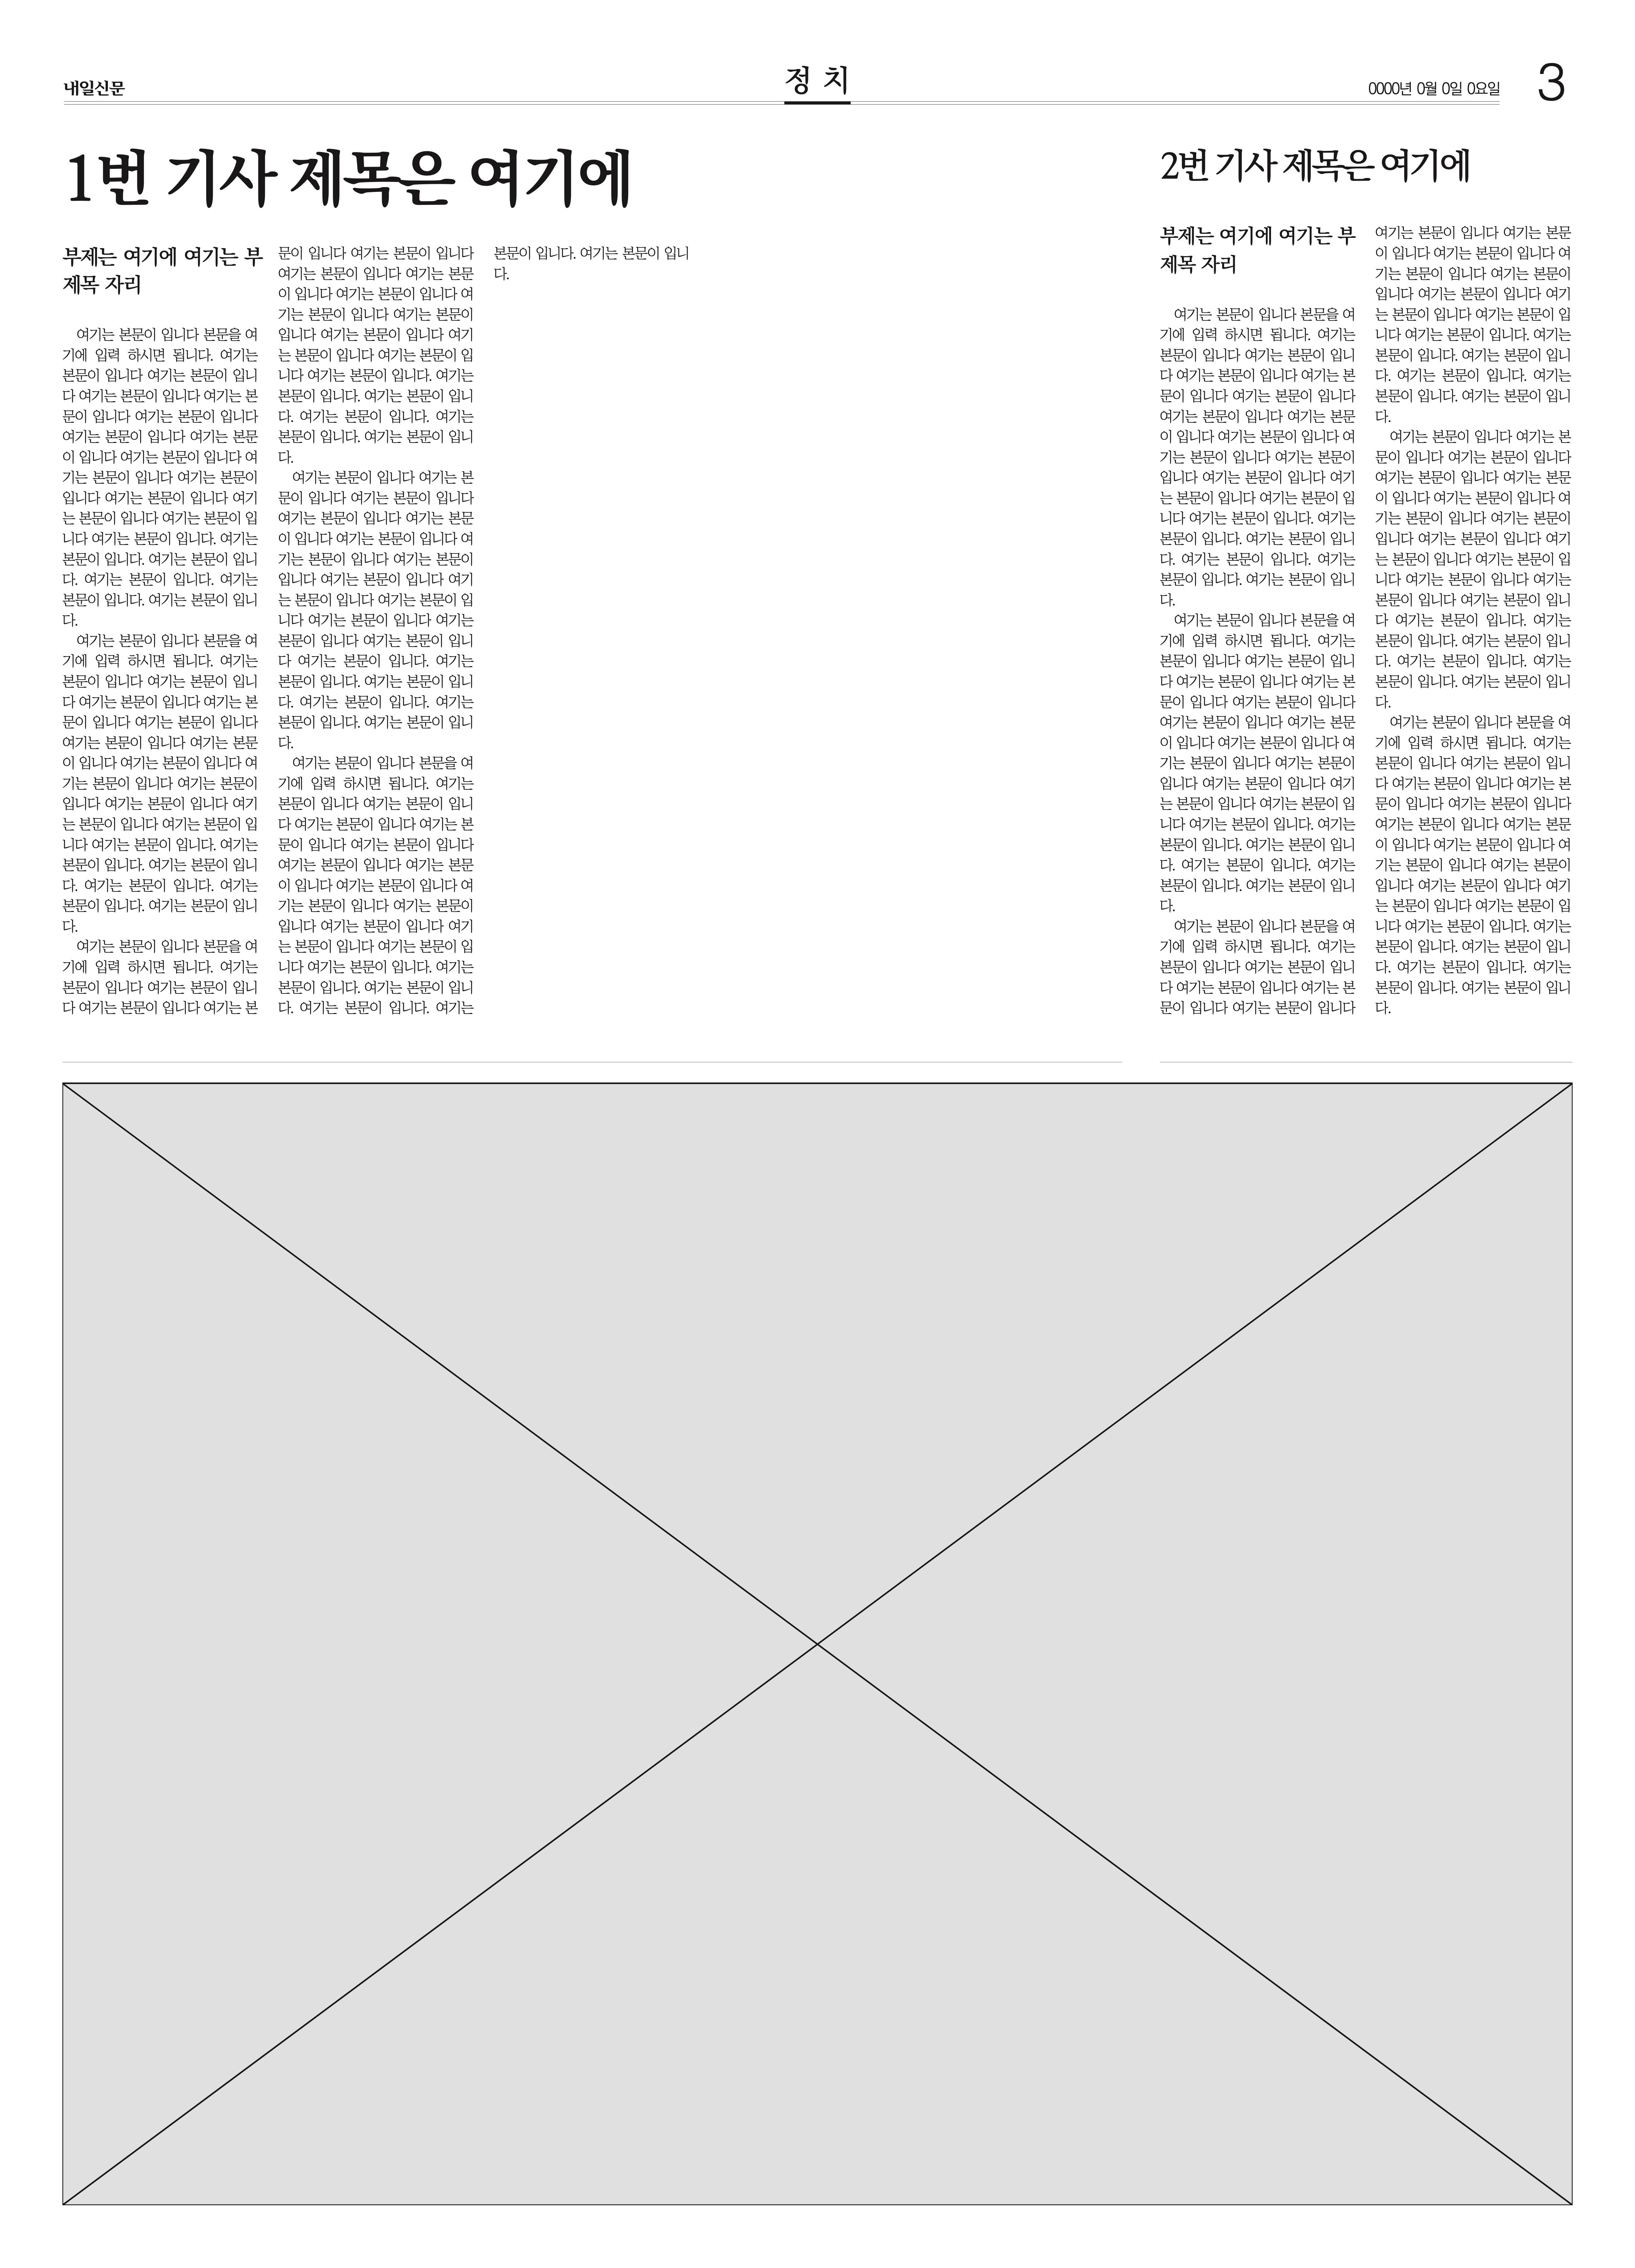 내일신문
정 치
0000년 0월 0일 0요일
3
1번 기사 제목은 여기에
부제는 여기에 여기는 부
제목 자리
여기는 본문이 입니다 본문을 여
기에 입력 하시면 됩니다. 여기는
본문이 입니다 여기는 본문이 입니
다 여기는 본문이 입니다 여기는 본
문이 입니다 여기는 본문이 입니다
여기는 본문이 입니다 여기는 본문
이 입니다 여기는 본문이 입니다 여
기는 본문이 입니다 여기는 본문이
입니다 여기는 본문이 입니다 여기
는 본문이 입니다 여기는 본문이 입
니다 여기는 본문이 입니다. 여기는
본문이 입니다. 여기는 본문이 입니
다. 여기는 본문이 입니다. 여기는
본문이 입니다. 여기는 본문이 입니
다.
여기는 본문이 입니다 본문을 여
기에 입력 하시면 됩니다. 여기는
본문이 입니다 여기는 본문이 입니
다 여기는 본문이 입니다 여기는 본
문이 입니다 여기는 본문이 입니다
여기는 본문이 입니다 여기는 본문
이 입니다 여기는 본문이 입니다 여
기는 본문이 입니다 여기는 본문이
입니다 여기는 본문이 입니다 여기
는 본문이 입니다 여기는 본문이 입
니다 여기는 본문이 입니다. 여기는
본문이 입니다. 여기는 본문이 입니
다. 여기는 본문이 입니다. 여기는
본문이 입니다. 여기는 본문이 입니
다.
여기는 본문이 입니다 본문을 여
기에 입력 하시면 됩니다. 여기는
본문이 입니다 여기는 본문이 입니
다 여기는 본문이 입니다 여기는 본
문이 입니다 여기는 본문이 입니다
여기는 본문이 입니다 여기는 본문
이 입니다 여기는 본문이 입니다 여
기는 본문이 입니다 여기는 본문이
입니다 여기는 본문이 입니다 여기
는 본문이 입니다 여기는 본문이 입
니다 여기는 본문이 입니다. 여기는
본문이 입니다. 여기는 본문이 입니
다. 여기는 본문이 입니다. 여기는
본문이 입니다. 여기는 본문이 입니
다.
여기는 본문이 입니다 여기는 본
문이 입니다 여기는 본문이 입니다
여기는 본문이 입니다 여기는 본문
이 입니다 여기는 본문이 입니다 여
기는 본문이 입니다 여기는 본문이
입니다 여기는 본문이 입니다 여기
는 본문이 입니다 여기는 본문이 입
니다 여기는 본문이 입니다 여기는
본문이 입니다 여기는 본문이 입니
다 여기는 본문이 입니다. 여기는
본문이 입니다. 여기는 본문이 입니
다. 여기는 본문이 입니다. 여기는
본문이 입니다. 여기는 본문이 입니
다.
여기는 본문이 입니다 본문을 여
기에 입력 하시면 됩니다. 여기는
본문이 입니다 여기는 본문이 입니
다 여기는 본문이 입니다 여기는 본
문이 입니다 여기는 본문이 입니다
여기는 본문이 입니다 여기는 본문
이 입니다 여기는 본문이 입니다 여
기는 본문이 입니다 여기는 본문이
입니다 여기는 본문이 입니다 여기
는 본문이 입니다 여기는 본문이 입
니다 여기는 본문이 입니다. 여기는
본문이 입니다. 여기는 본문이 입니
다. 여기는 본문이 입니다. 여기는
본문이 입니다. 여기는 본문이 입니
다.
2번 기사 제목은 여기에
부제는 여기에 여기는 부
제목 자리
여기는 본문이 입니다 본문을 여
기에 입력 하시면 됩니다. 여기는
본문이 입니다 여기는 본문이 입니
다 여기는 본문이 입니다 여기는 본
문이 입니다 여기는 본문이 입니다
여기는 본문이 입니다 여기는 본문
이 입니다 여기는 본문이 입니다 여
기는 본문이 입니다 여기는 본문이
입니다 여기는 본문이 입니다 여기
는 본문이 입니다 여기는 본문이 입
니다 여기는 본문이 입니다. 여기는
본문이 입니다. 여기는 본문이 입니
다. 여기는 본문이 입니다. 여기는
본문이 입니다. 여기는 본문이 입니
다.
여기는 본문이 입니다 본문을 여
기에 입력 하시면 됩니다. 여기는
본문이 입니다 여기는 본문이 입니
다 여기는 본문이 입니다 여기는 본
문이 입니다 여기는 본문이 입니다
여기는 본문이 입니다 여기는 본문
이 입니다 여기는 본문이 입니다 여
기는 본문이 입니다 여기는 본문이
입니다 여기는 본문이 입니다 여기
는 본문이 입니다 여기는 본문이 입
니다 여기는 본문이 입니다. 여기는
본문이 입니다. 여기는 본문이 입니
다. 여기는 본문이 입니다. 여기는
본문이 입니다. 여기는 본문이 입니
다.
여기는 본문이 입니다 본문을 여
기에 입력 하시면 됩니다. 여기는
본문이 입니다 여기는 본문이 입니
다 여기는 본문이 입니다 여기는 본
문이 입니다 여기는 본문이 입니다
여기는 본문이 입니다 여기는 본문
이 입니다 여기는 본문이 입니다 여
기는 본문이 입니다 여기는 본문이
입니다 여기는 본문이 입니다 여기
는 본문이 입니다 여기는 본문이 입
니다 여기는 본문이 입니다. 여기는
본문이 입니다. 여기는 본문이 입니
다. 여기는 본문이 입니다. 여기는
본문이 입니다. 여기는 본문이 입니
다.
여기는 본문이 입니다 여기는 본
문이 입니다 여기는 본문이 입니다
여기는 본문이 입니다 여기는 본문
이 입니다 여기는 본문이 입니다 여
기는 본문이 입니다 여기는 본문이
입니다 여기는 본문이 입니다 여기
는 본문이 입니다 여기는 본문이 입
니다 여기는 본문이 입니다 여기는
본문이 입니다 여기는 본문이 입니
다 여기는 본문이 입니다. 여기는
본문이 입니다. 여기는 본문이 입니
다. 여기는 본문이 입니다. 여기는
본문이 입니다. 여기는 본문이 입니
다.
여기는 본문이 입니다 본문을 여
기에 입력 하시면 됩니다. 여기는
본문이 입니다 여기는 본문이 입니
다 여기는 본문이 입니다 여기는 본
문이 입니다 여기는 본문이 입니다
여기는 본문이 입니다 여기는 본문
이 입니다 여기는 본문이 입니다 여
기는 본문이 입니다 여기는 본문이
입니다 여기는 본문이 입니다 여기
는 본문이 입니다 여기는 본문이 입
니다 여기는 본문이 입니다. 여기는
본문이 입니다. 여기는 본문이 입니
다. 여기는 본문이 입니다. 여기는
본문이 입니다. 여기는 본문이 입니
다.